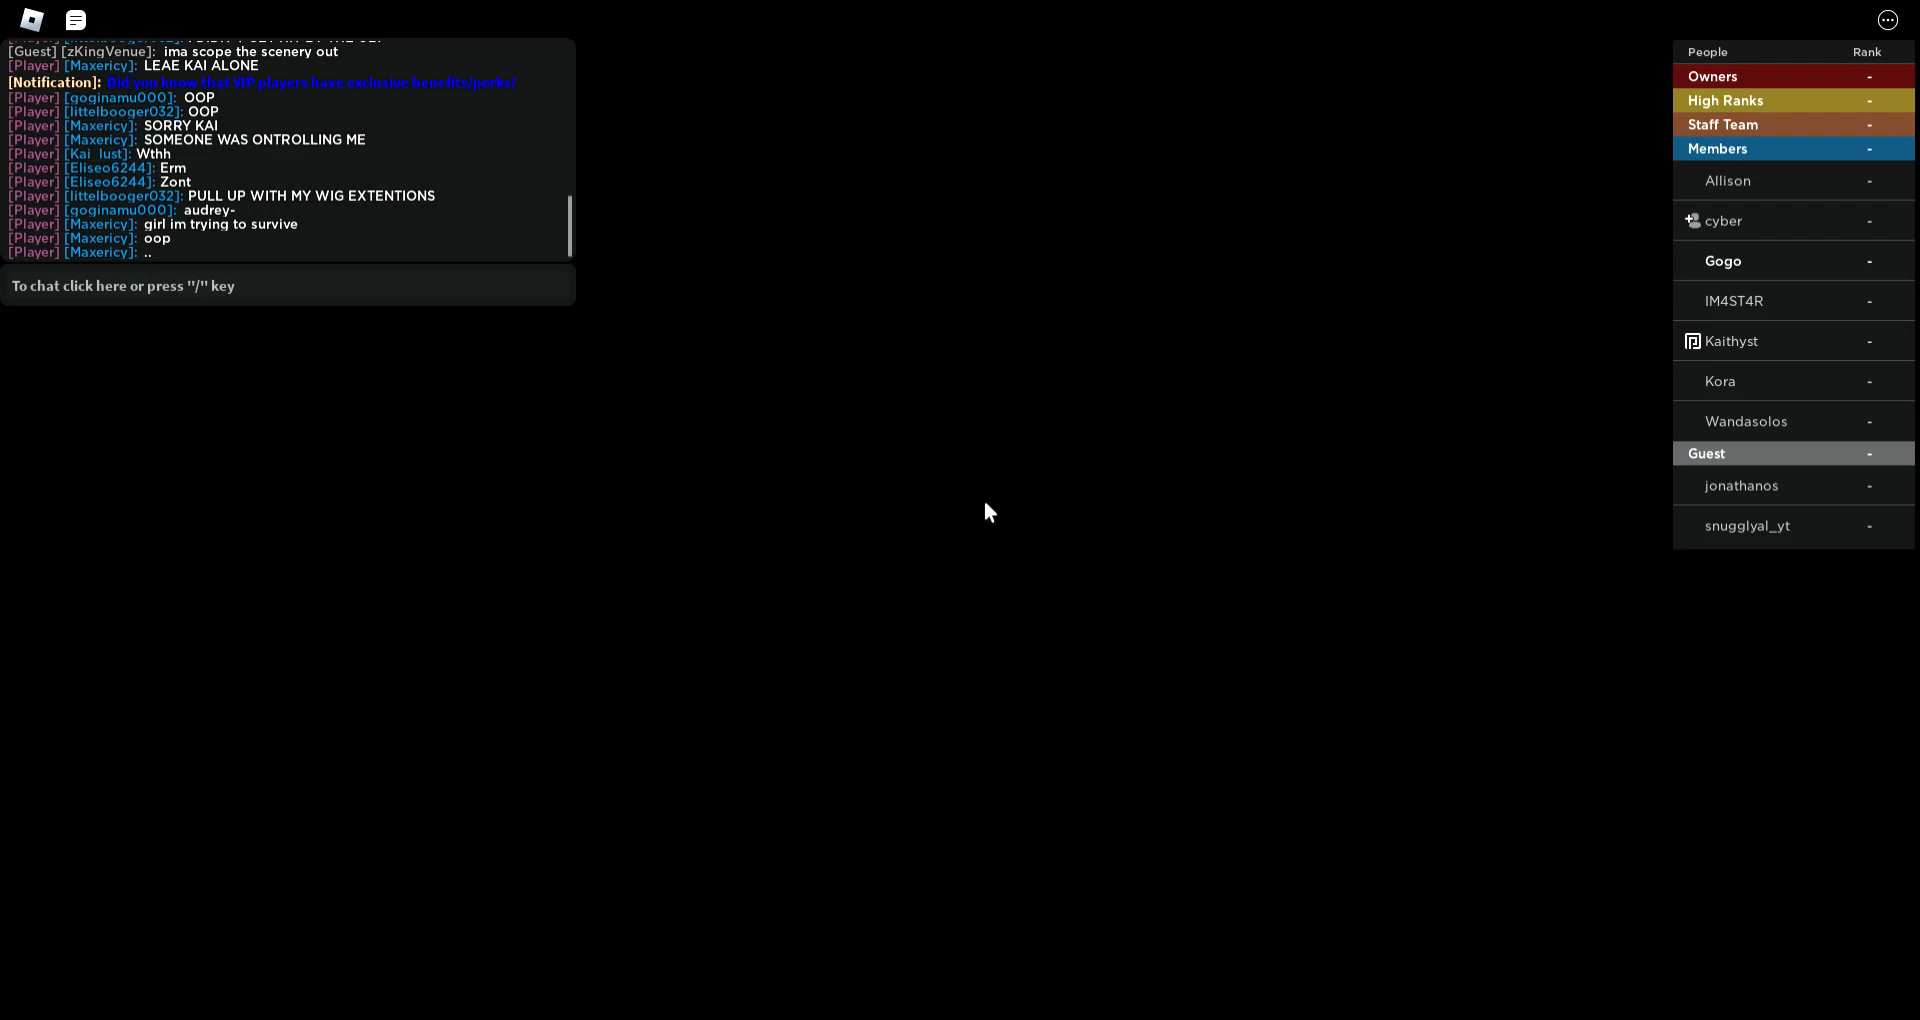 [Guest] [zKingVenue]: ima scope the scenery out
[Player] [Maxericy]: LEAE KAI ALONE
[Notification]: Did you know that VIP players have exclusive benefits/perks?
[Player] [goginamu000]: OOP
[Player] [littelbooger032]: OOP
[Player] [Maxericy]: SORRY KAI
[Player] [Maxericy]: SOMEONE WAS ONTROLLING ME
[Player] [Kai_lust]: Wthh
[Player] [Eliseo6244]: Erm
[Player] [Eliseo6244]: Zont
[Player] [littelbooger032]: PULL UP WITH MY WIG EXTENTIONS
[Player] [goginamu000]: audrey-
[Player] [Maxericy]: girl im trying to survive
[Player] [Maxericy]: oop
[Player] [Maxericy]: ..
To chat click here or press "/" key
People Rank
Owners -
High Ranks -
Staff Team -
Members -
Allison -
cyber -
Gogo -
IM4ST4R -
Kaithyst -
Kora -
Wandasolos -
Guest -
jonathanos -
snugglyal_yt -